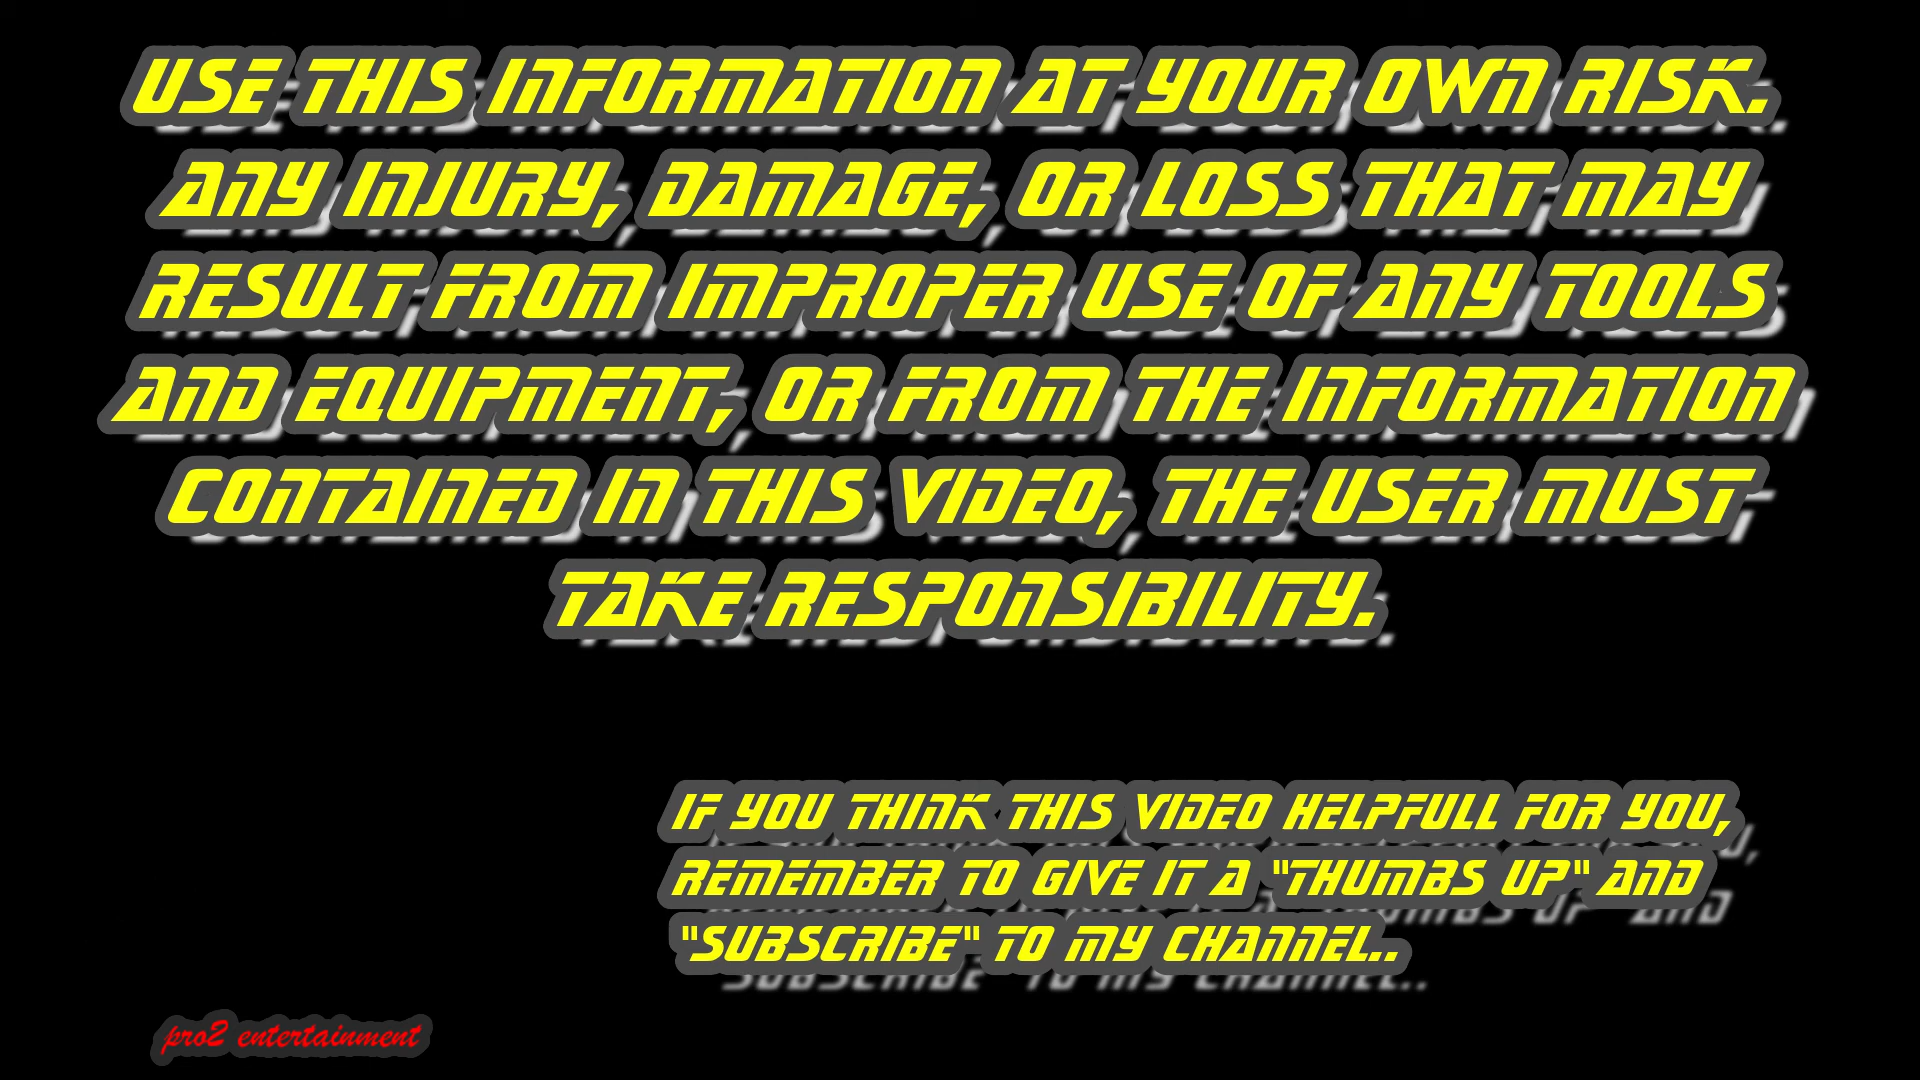 USE THIS INFORMATION AT YOUR OWN RISK.
ANY INJURY, DAMAGE, OR LOSS THAT MAY
RESULT FROM IMPROPER USE OF ANY TOOLS
AND EQUIPMENT, OR FROM THE INFORMATION
CONTAINED IN THIS VIDEO, THE USER MUST
TAKE RESPONSIBILITY.
IF YOU THINK THIS VIDEO HELPFULL FOR YOU,
REMEMBER TO GIVE IT A "THUMBS UP" AND
"SUBSCRIBE" TO MY CHANNEL..
pro2 entertainment